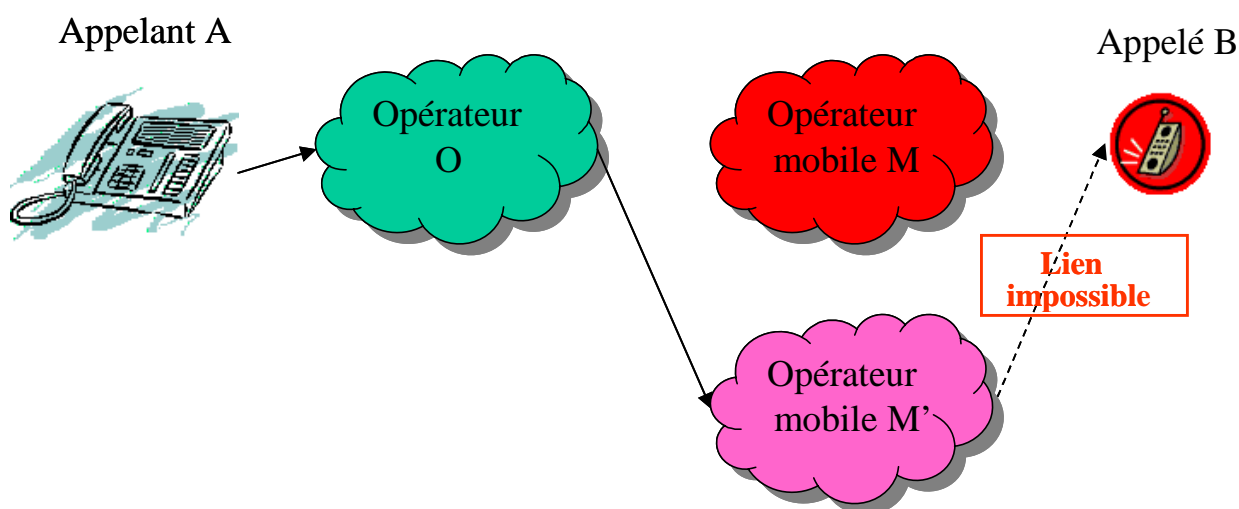 Appelant A
Appelé B
Opérateur
O
Opérateur
mobile M
Lien
impossible
Opérateur
mobile M’